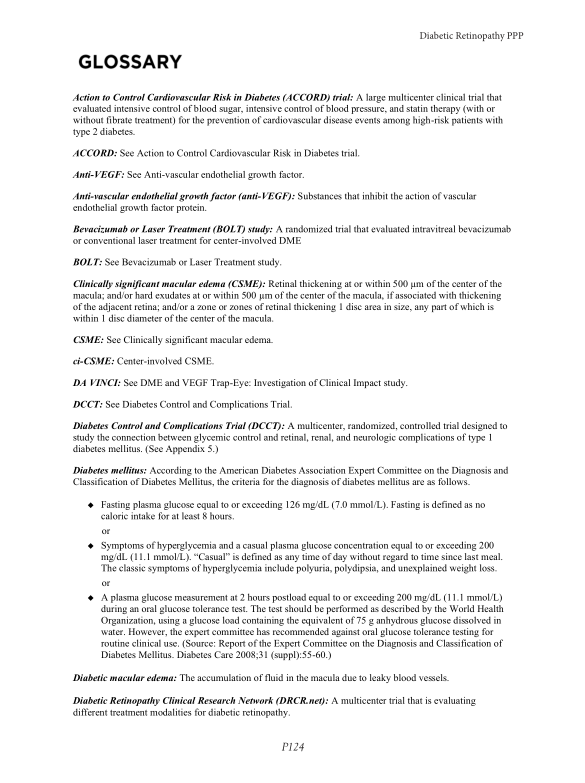 Diabetic Retinopathy PPP
GLOSSARY
Action to Control Cardiovascular Risk in Diabetes (ACCORD) trial: A large multicenter clinical trial that
evaluated intensive control of blood sugar, intensive control of blood pressure, and statin therapy (with or
without fibrate treatment) for the prevention of cardiovascular disease events among high-risk patients with
type 2 diabetes.
ACCORD: See Action to Control Cardiovascular Risk in Diabetes trial.
Anti-VEGF: See Anti-vascular endothelial growth factor.
Anti-vascular endothelial growth factor (anti-VEGF): Substances that inhibit the action of vascular
endothelial growth factor protein.
Bevacizumab or Laser Treatment (BOLT) study: A randomized trial that evaluated intravitreal bevacizumab
or conventional laser treatment for center-involved DME
BOLT: See Bevacizumab or Laser Treatment study.
Clinically significant macular edema (CSME): Retinal thickening at or within 500 µm of the center of the
macula; and/or hard exudates at or within 500 µm of the center of the macula, if associated with thickening
of the adjacent retina; and/or a zone or zones of retinal thickening 1 disc area in size, any part of which is
within 1 disc diameter of the center of the macula.
CSME: See Clinically significant macular edema.
ci-CSME: Center-involved CSME.
DA VINCI: See DME and VEGF Trap-Eye: Investigation of Clinical Impact study.
DCCT: See Diabetes Control and Complications Trial.
Diabetes Control and Complications Trial (DCCT): A multicenter, randomized, controlled trial designed to
study the connection between glycemic control and retinal, renal, and neurologic complications of type 1
diabetes mellitus. (See Appendix 5.)
Diabetes mellitus: According to the American Diabetes Association Expert Committee on the Diagnosis and
Classification of Diabetes Mellitus, the criteria for the diagnosis of diabetes mellitus are as follows.
◆ Fasting plasma glucose equal to or exceeding 126 mg/dL (7.0 mmol/L). Fasting is defined as no
caloric intake for at least 8 hours.
or
◆ Symptoms of hyperglycemia and a casual plasma glucose concentration equal to or exceeding 200
mg/dL (11.1 mmol/L). “Casual” is defined as any time of day without regard to time since last meal.
The classic symptoms of hyperglycemia include polyuria, polydipsia, and unexplained weight loss.
or
◆ A plasma glucose measurement at 2 hours postload equal to or exceeding 200 mg/dL (11.1 mmol/L)
during an oral glucose tolerance test. The test should be performed as described by the World Health
Organization, using a glucose load containing the equivalent of 75 g anhydrous glucose dissolved in
water. However, the expert committee has recommended against oral glucose tolerance testing for
routine clinical use. (Source: Report of the Expert Committee on the Diagnosis and Classification of
Diabetes Mellitus. Diabetes Care 2008;31 (suppl):55-60.)
Diabetic macular edema: The accumulation of fluid in the macula due to leaky blood vessels.
Diabetic Retinopathy Clinical Research Network (DRCR.net): A multicenter trial that is evaluating
different treatment modalities for diabetic retinopathy.
P124